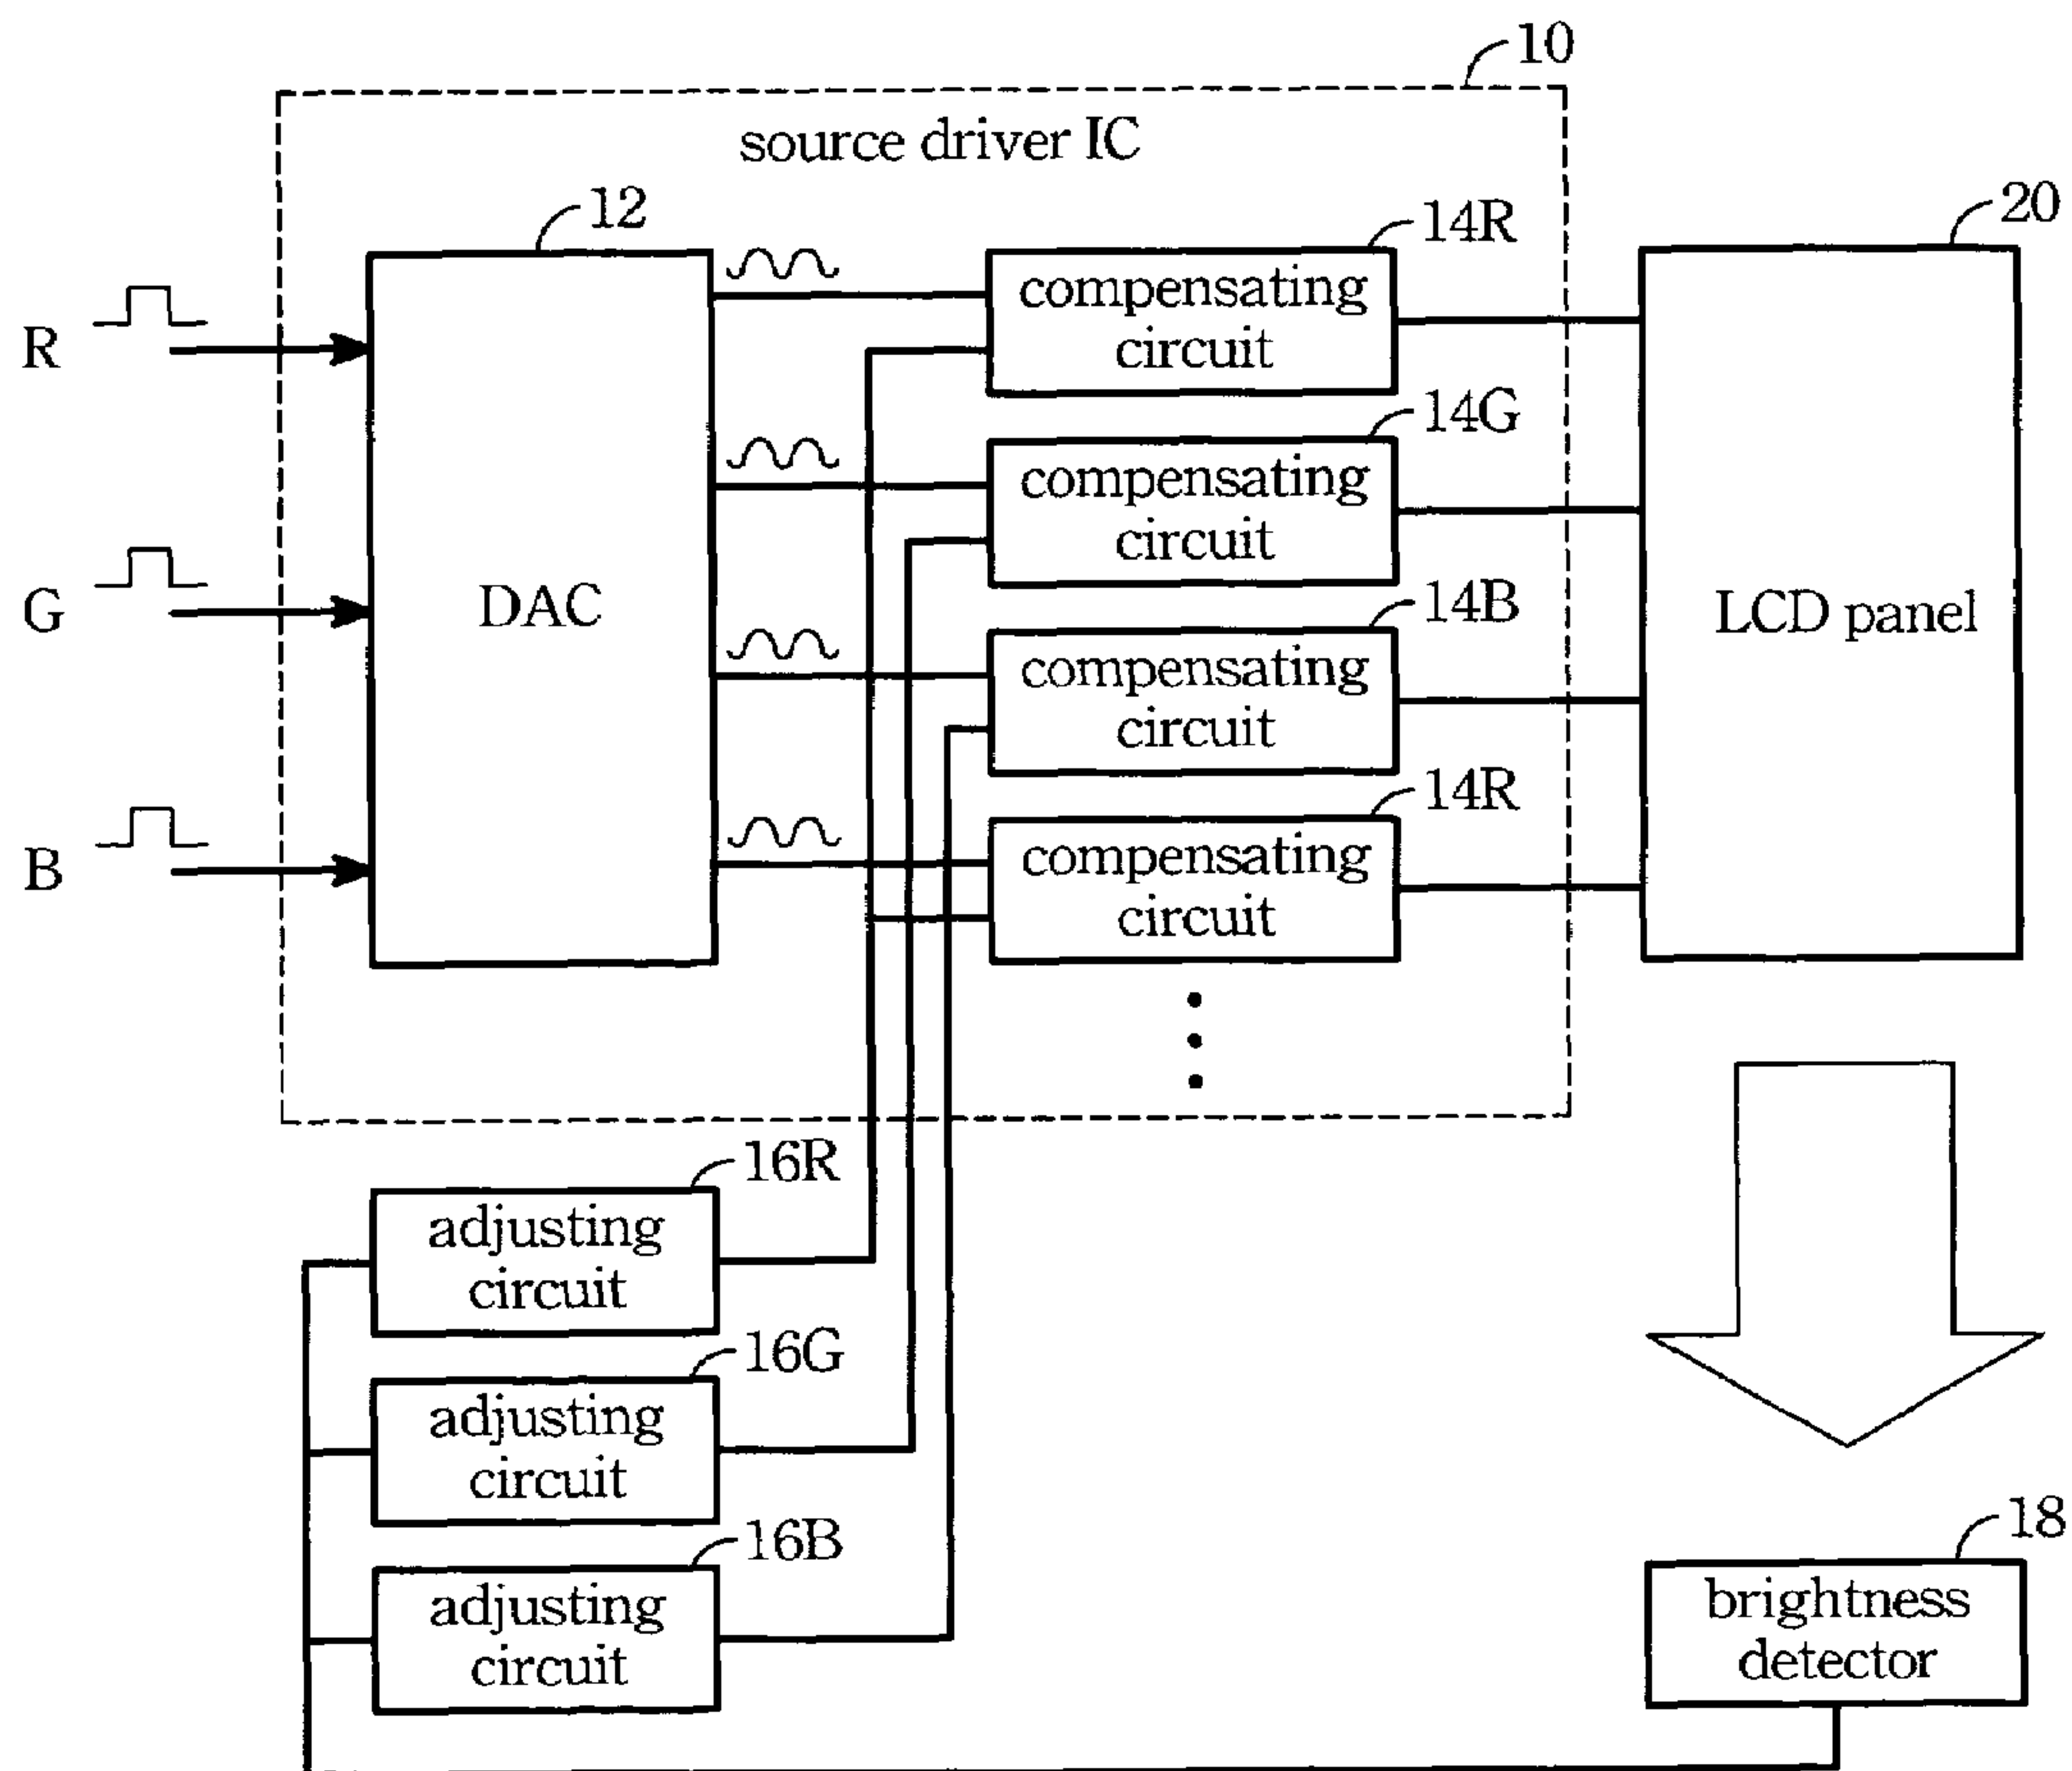 10
source driver IC
12
14R
20
R
compensating
circuit
14G
compensating
circuit
G
DAC
14B
LCD panel
compensating
circuit
14R
B
compensating
circuit
16R
adjusting
circuit
16G
adjusting
circuit
16B
18
adjusting
circuit
brightness
detector